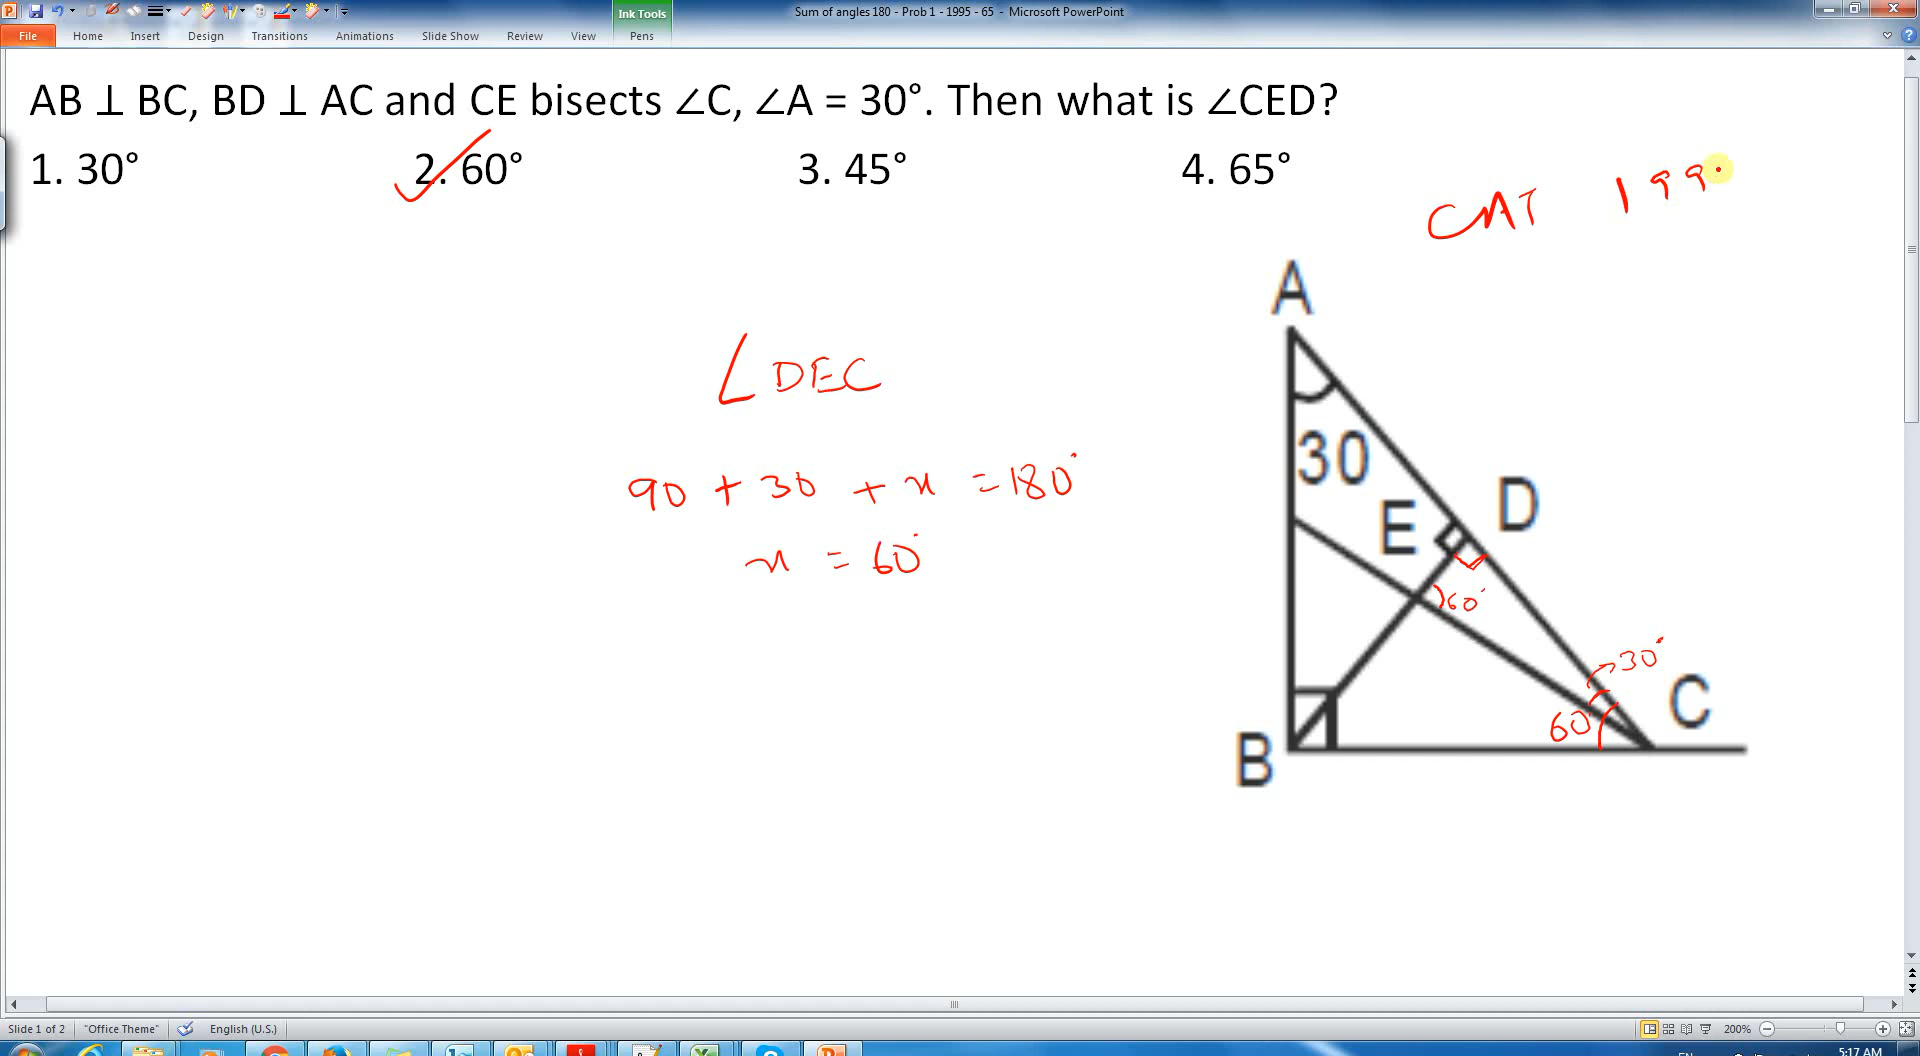 Sum of angles 180 - Prob 1 - 1995 - 65 - Microsoft PowerPoint
Ink Tools
File Home Insert Design Transitions Animations Slide Show Review View Pens
AB ⊥ BC, BD ⊥ AC and CE bisects ∠C, ∠A = 30°. Then what is ∠CED?
1. 30° 2. 60° 3. 45° 4. 65°
CAT 199
A
∠DEC
30
90 + 30 + x = 180°
E D
x = 60°
60°
30°
60
C
B
Slide 1 of 2 "Office Theme" English (U.S.) 200%
5:17 AM